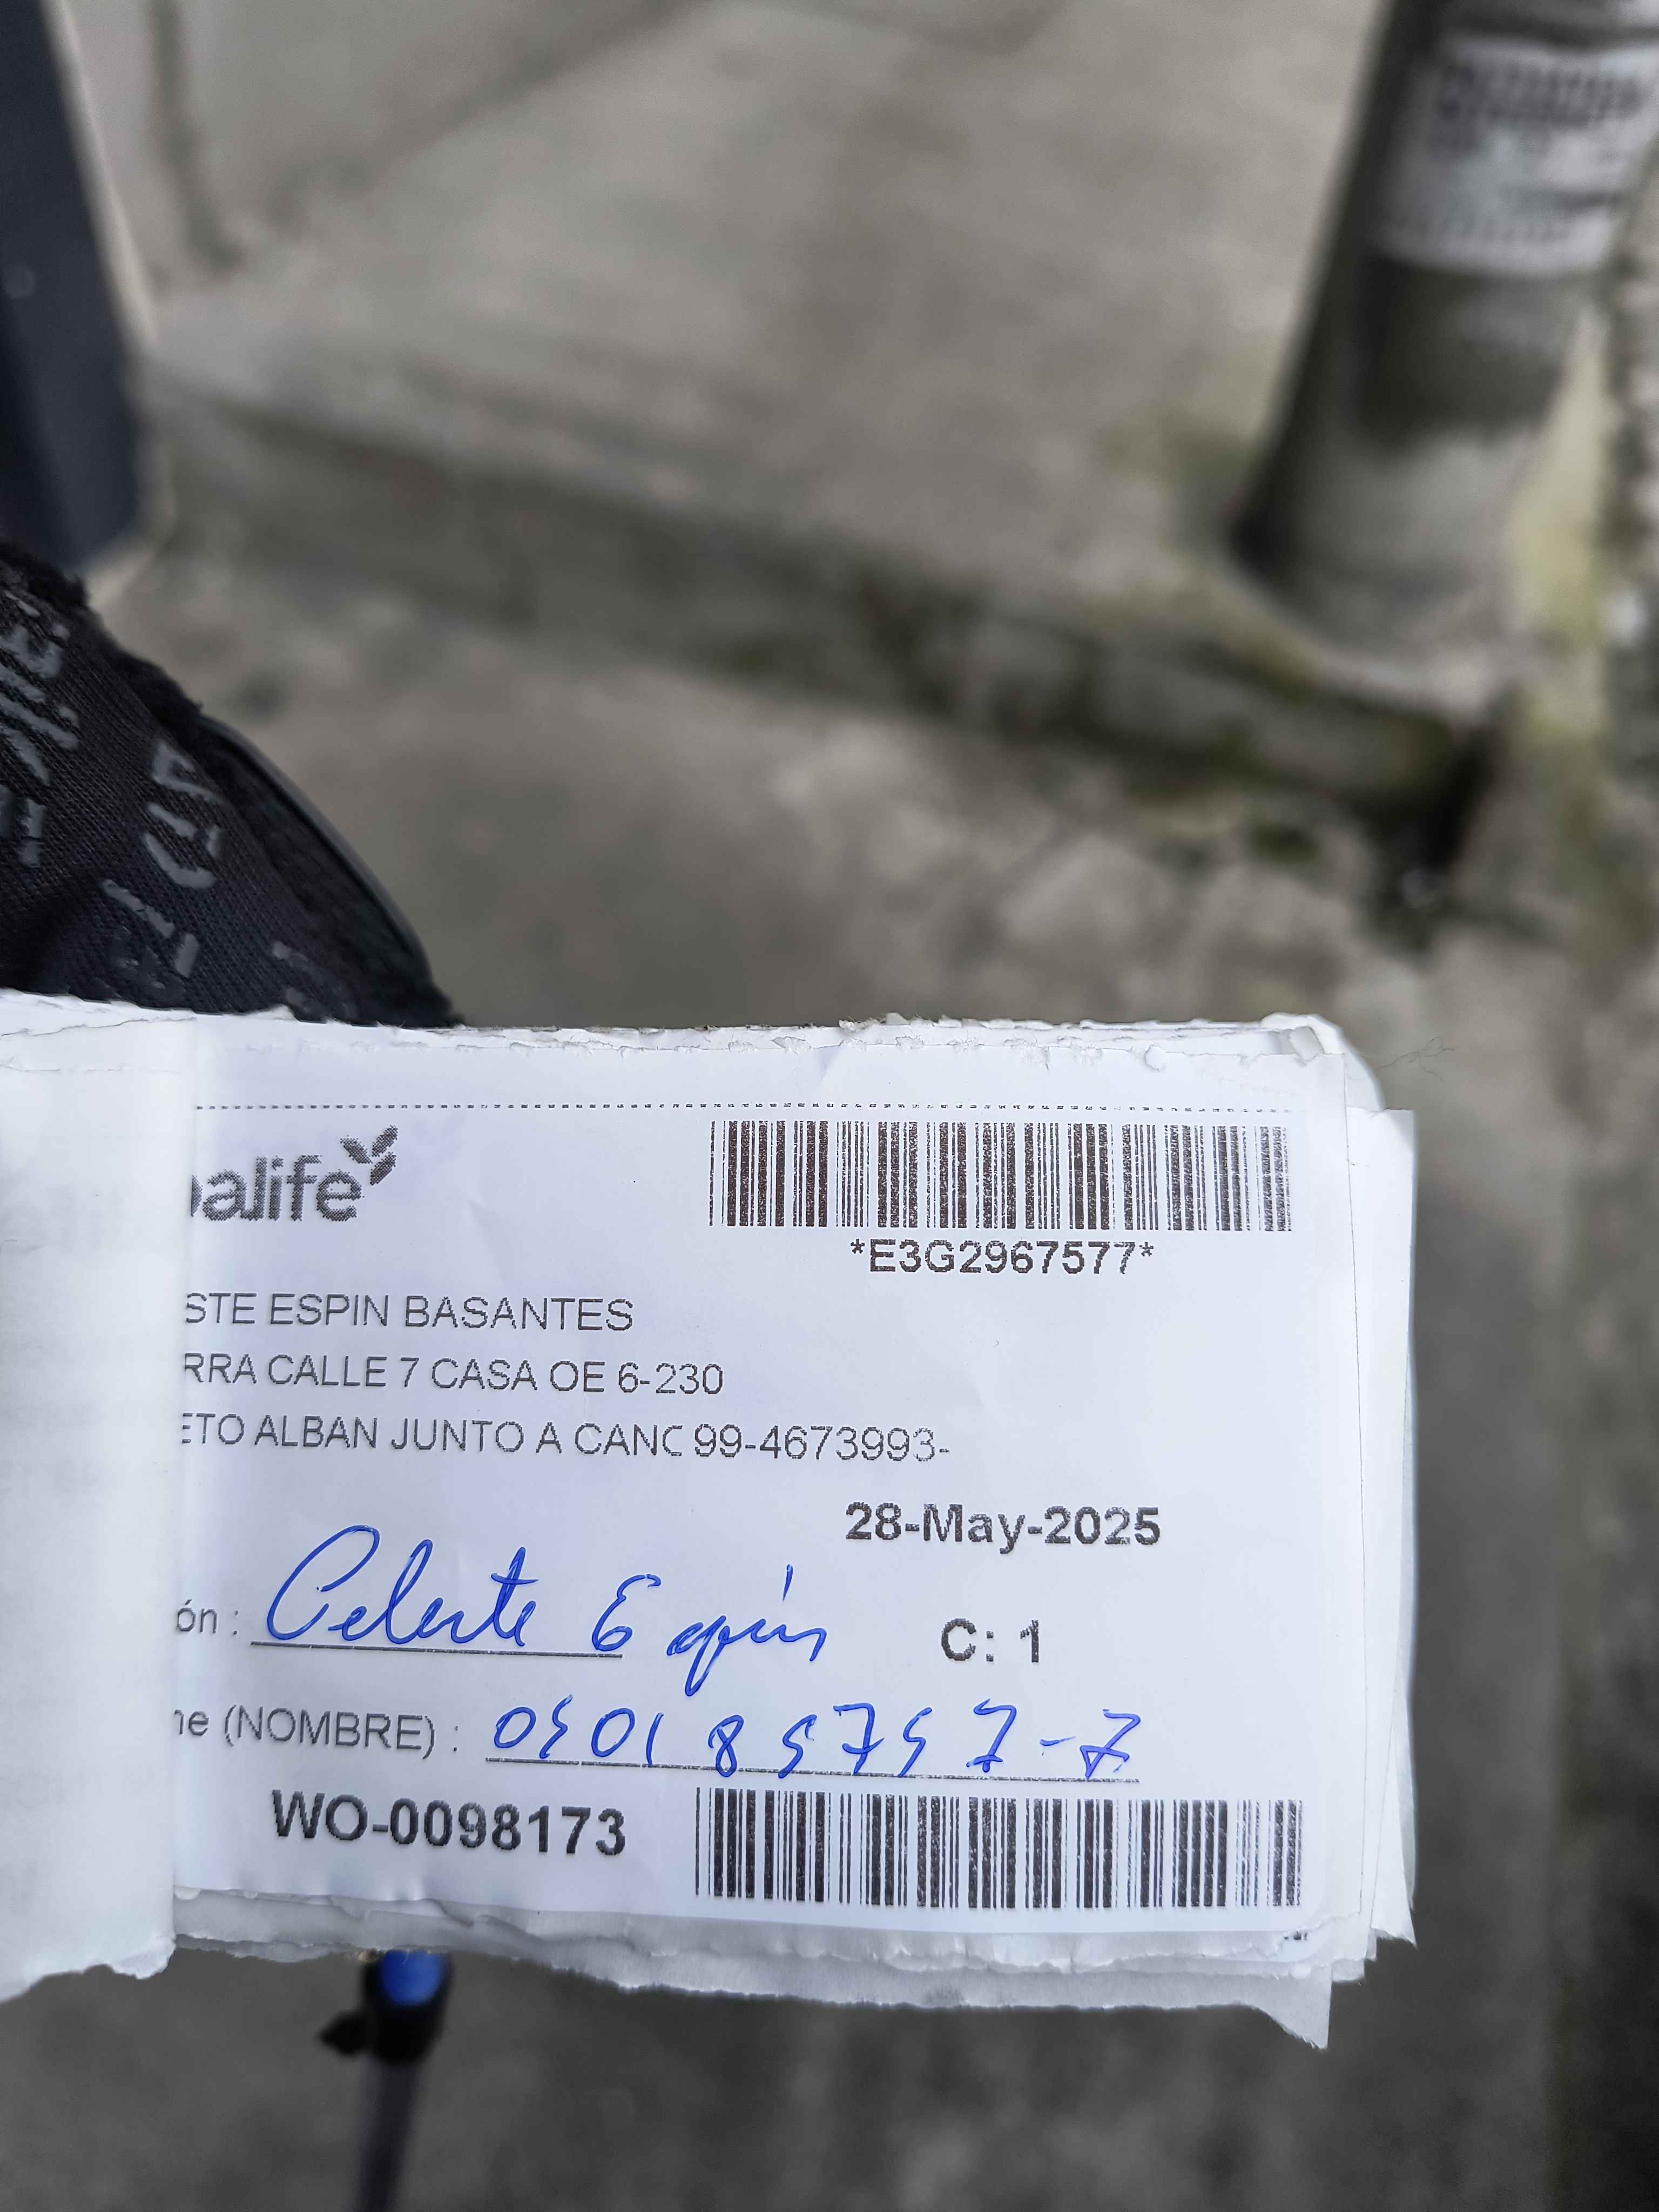 alife
*E3G2967577*
STE ESPIN BASANTES
RRA CALLE 7 CASA OE 6-230
ETO ALBAN JUNTO A CANC 99-4673993-
28-May-2025
ón : Celeste Espín C: 1
ne (NOMBRE) : 050185757-7
WO-0098173